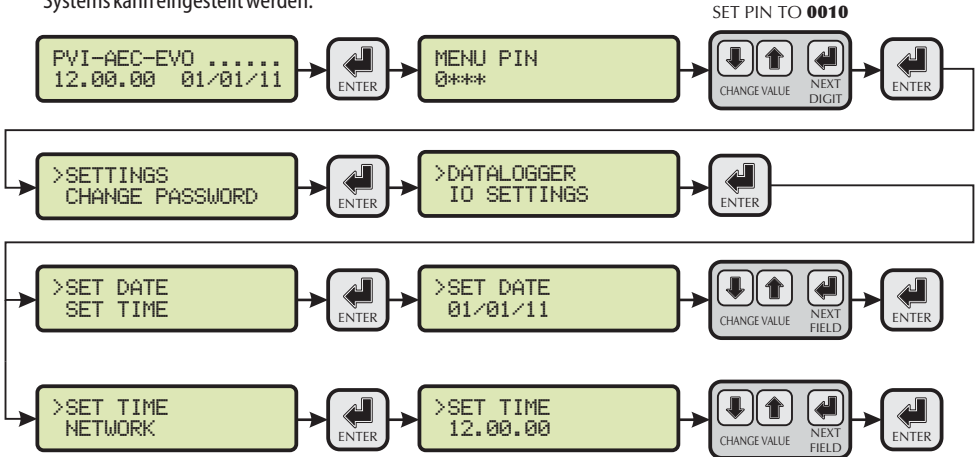 Systems kann eingestellt werden.
SET PIN TO 0010
PVI-AEC-EVO ......
12.00.00 01/01/11
ENTER
MENU PIN
0***
CHANGE VALUE
NEXT
DIGIT
ENTER
>SETTINGS
CHANGE PASSWORD
ENTER
>DATALOGGER
IO SETTINGS
ENTER
>SET DATE
SET TIME
ENTER
>SET DATE
01/01/11
CHANGE VALUE
NEXT
FIELD
ENTER
>SET TIME
NETWORK
ENTER
>SET TIME
12.00.00
CHANGE VALUE
NEXT
FIELD
ENTER